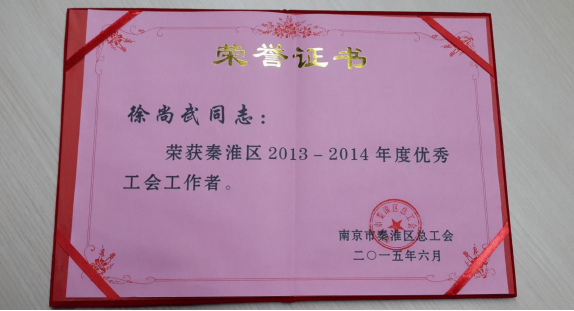 荣誉证书
徐尚武同志：
荣获秦淮区2013-2014年度优秀
工会工作者。
南京市秦淮区总工会
二〇一五年六月